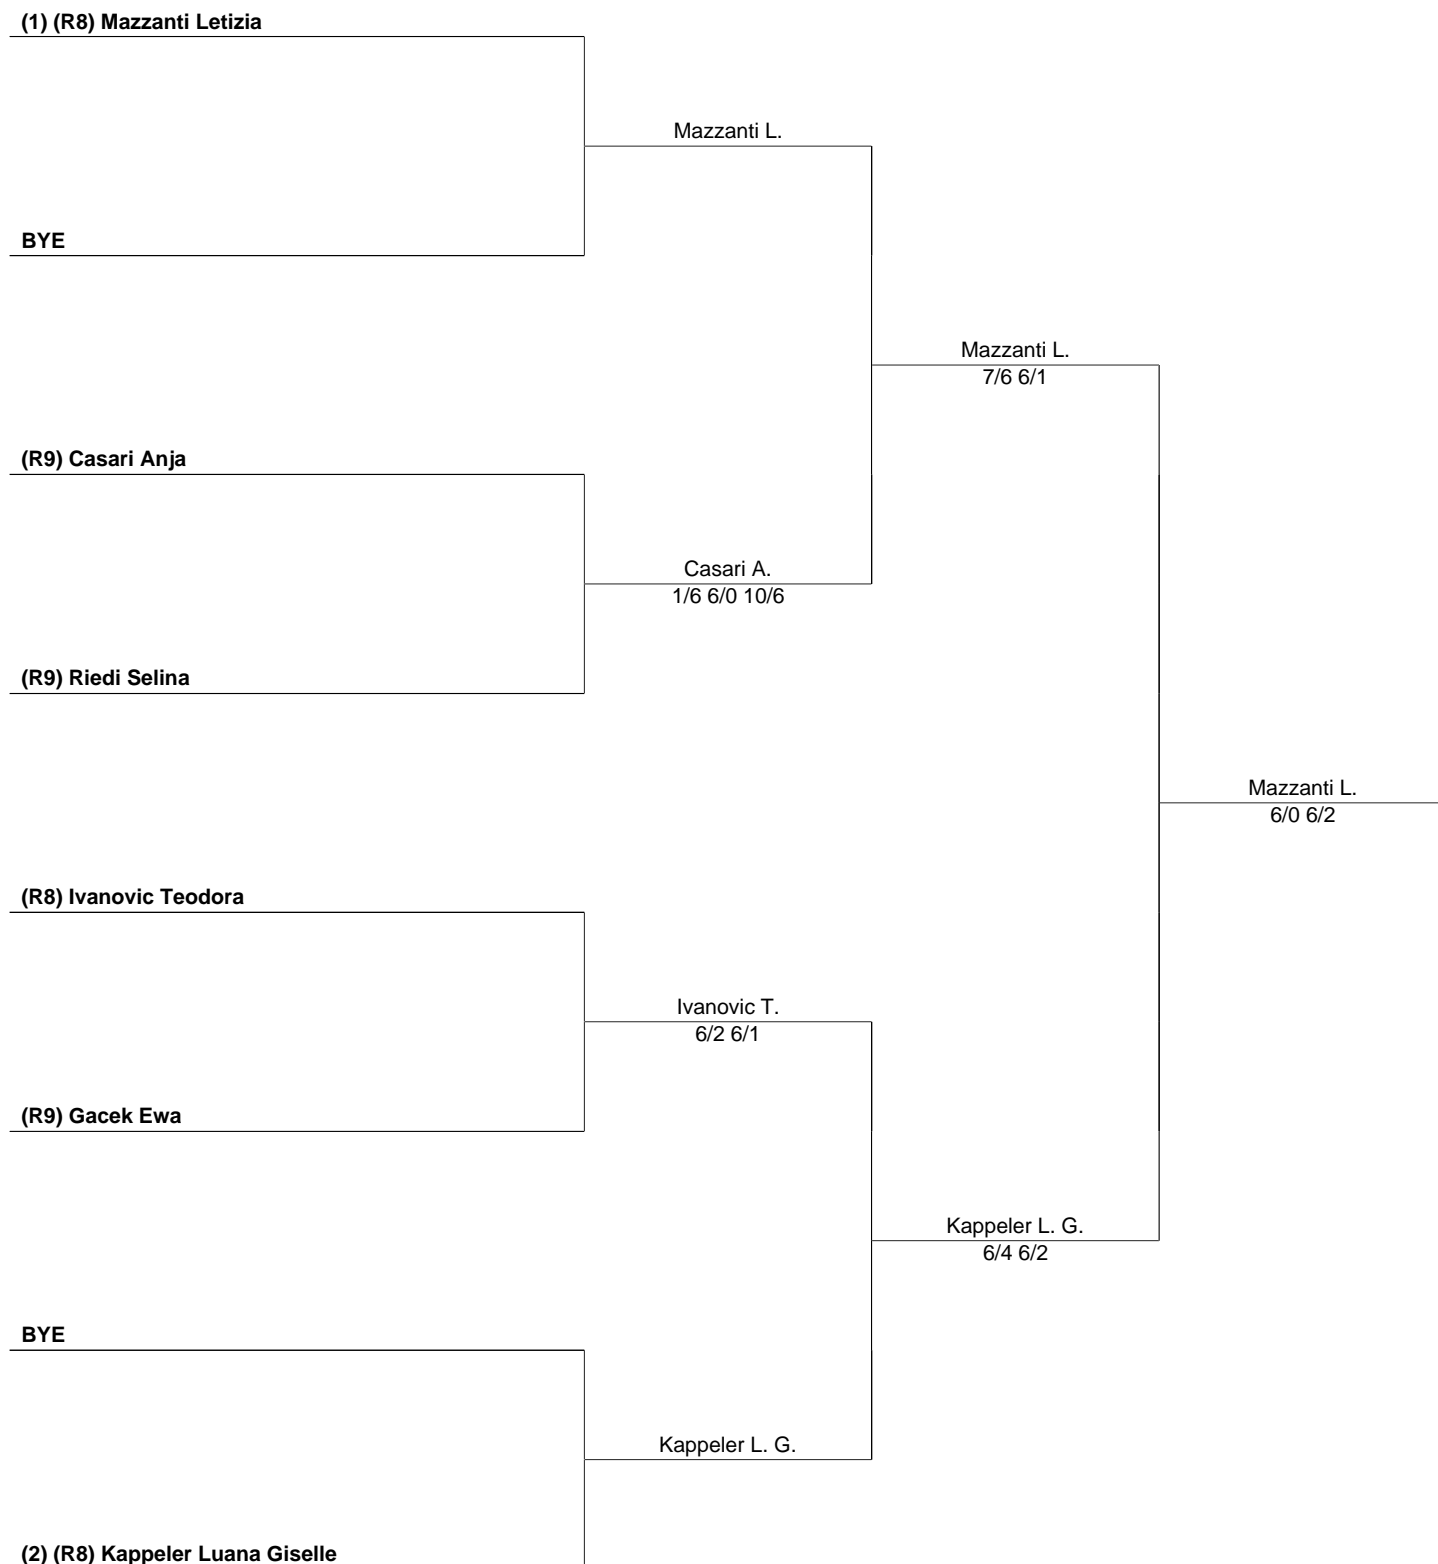 (1) (R8) Mazzanti Letizia
Mazzanti L.
BYE
Mazzanti L.
7/6 6/1
(R9) Casari Anja
Casari A.
1/6 6/0 10/6
(R9) Riedi Selina
Mazzanti L.
6/0 6/2
(R8) Ivanovic Teodora
Ivanovic T.
6/2 6/1
(R9) Gacek Ewa
Kappeler L. G.
6/4 6/2
BYE
Kappeler L. G.
(2) (R8) Kappeler Luana Giselle